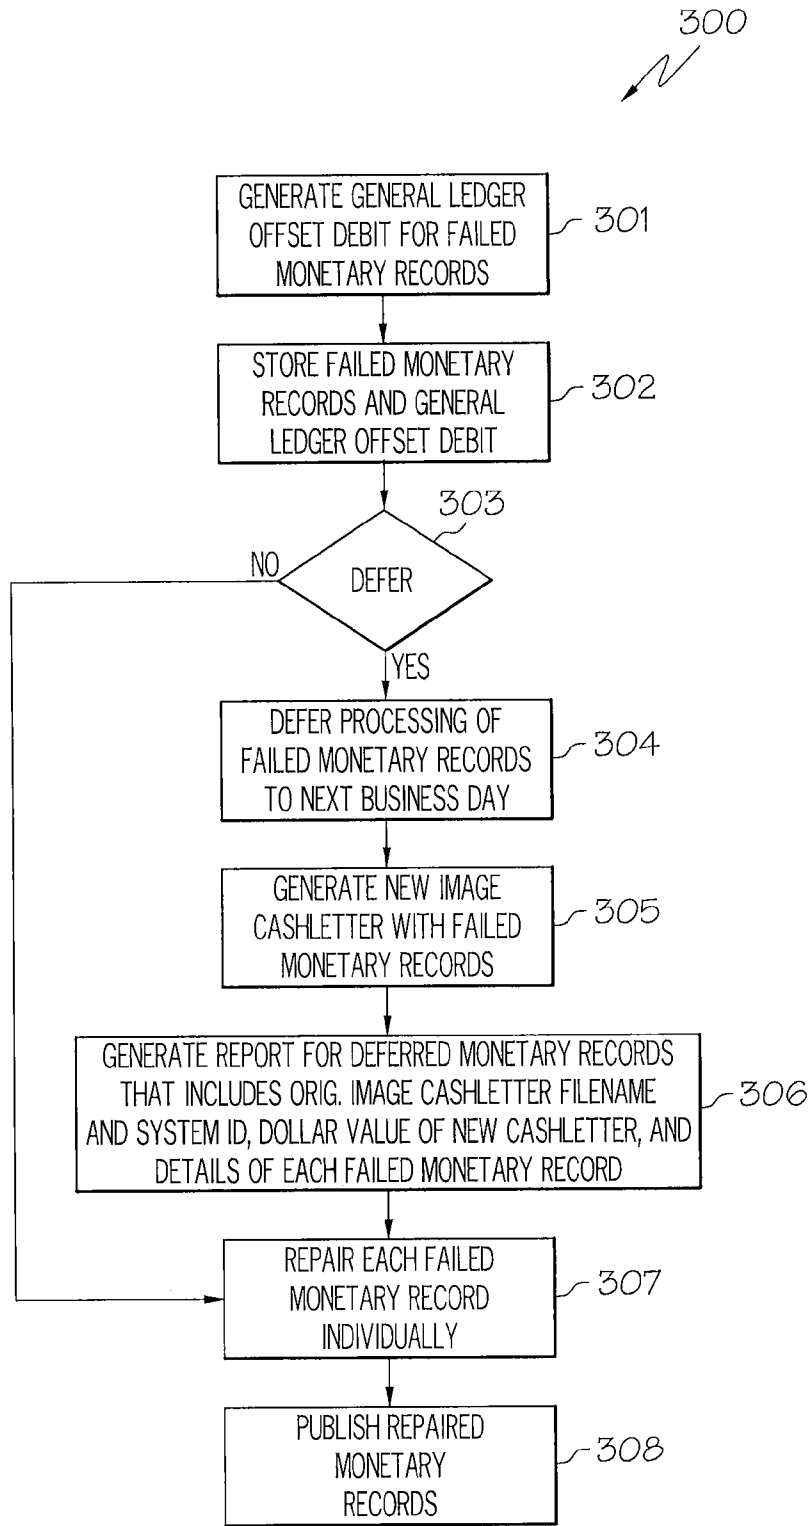 300
GENERATE GENERAL LEDGER
OFFSET DEBIT FOR FAILED
MONETARY RECORDS
301
STORE FAILED MONETARY
RECORDS AND GENERAL
LEDGER OFFSET DEBIT
302
303
DEFER
NO
YES
DEFER PROCESSING OF
FAILED MONETARY RECORDS
TO NEXT BUSINESS DAY
304
GENERATE NEW IMAGE
CASHLETTER WITH FAILED
MONETARY RECORDS
305
GENERATE REPORT FOR DEFERRED MONETARY RECORDS
THAT INCLUDES ORIG. IMAGE CASHLETTER FILENAME
AND SYSTEM ID, DOLLAR VALUE OF NEW CASHLETTER, AND
DETAILS OF EACH FAILED MONETARY RECORD
306
REPAIR EACH FAILED
MONETARY RECORD
INDIVIDUALLY
307
PUBLISH REPAIRED
MONETARY
RECORDS
308